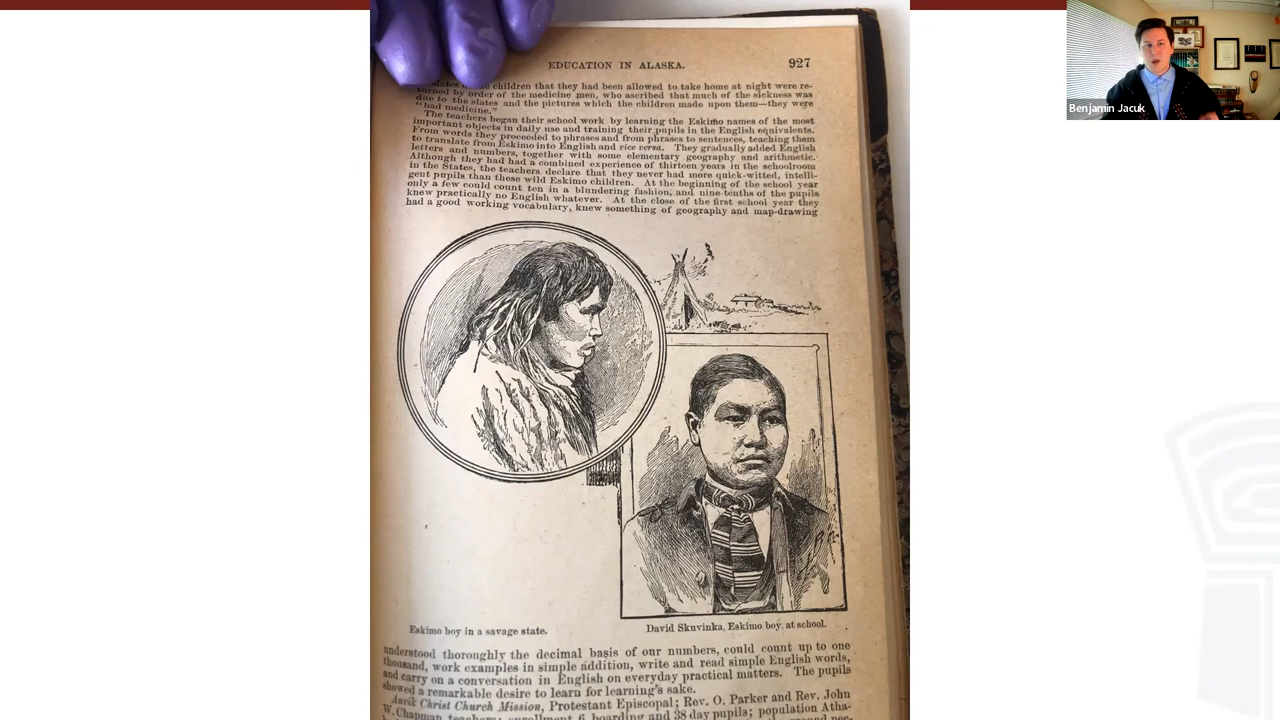 EDUCATION IN ALASKA. 927
children that they had been allowed to take home at night were re-
turned by order of the medicine men, who ascribed that much of the sickness was
due to the slates and the pictures which the children made upon them—they were
"bad medicine."
The teachers began their school work by learning the Eskimo names of the most
important objects in daily use and training their pupils in the English equivalents.
From words they proceeded to phrases and from phrases to sentences, teaching them
to translate from Eskimo into English and vice versa. They gradually added English
letters and numbers, together with some elementary geography and arithmetic.
Although they had had a combined experience of thirteen years in the schoolroom
in the States, the teachers declare that they never had more quick-witted, intelli-
gent pupils than these wild Eskimo children. At the beginning of the school year
only a few could count ten in a blundering fashion, and nine-tenths of the pupils
knew practically no English whatever. At the close of the first school year they
had a good working vocabulary, knew something of geography and map-drawing
Eskimo boy in a savage state.
David Skuvinka, Eskimo boy, at school.
understood thoroughly the decimal basis of our numbers, could count up to one
thousand, work examples in simple addition, write and read simple English words,
and carry on a conversation in English on everyday practical matters. The pupils
showed a remarkable desire to learn for learning's sake.
Anvik Christ Church Mission, Protestant Episcopal; Rev. O. Parker and Rev. John
W. Chapman, teachers; enrollment, 6 boarding and 38 day pupils; population Atha-
Benjamin Jacuk